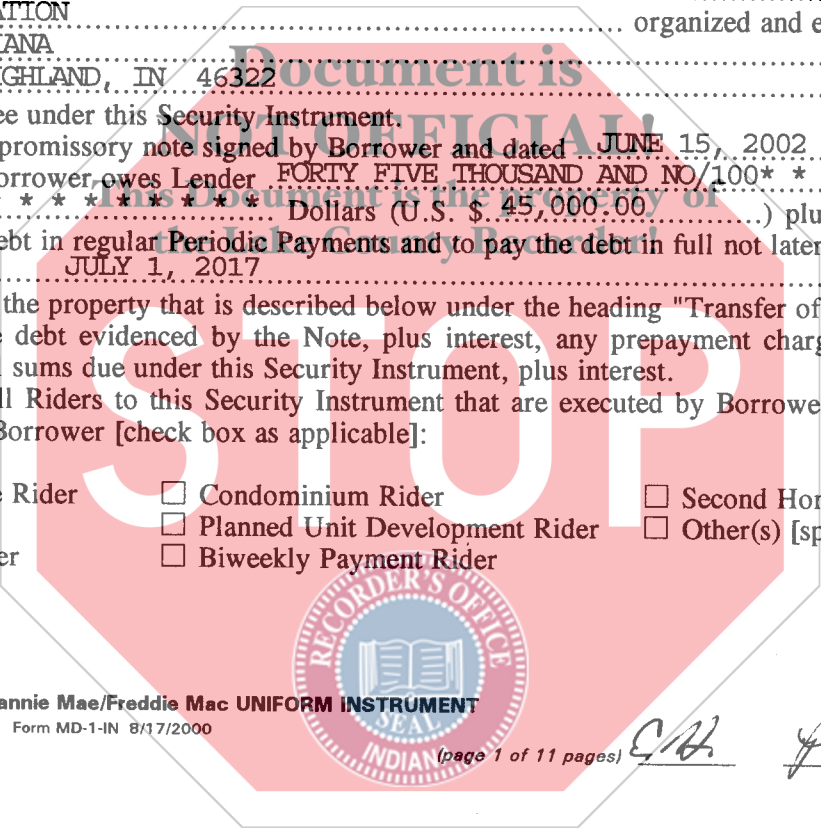 ATION
organized and e
IANA
IGHLAND, IN 46322
Document is
ee under this Security Instrument.
NOT OFFICIAL!
promissory note signed by Borrower and dated JUNE 15, 2002
orrower owes Lender FORTY FIVE THOUSAND AND NO/100* *
This Document is the property of
* * * * * * * * * Dollars (U.S. $ 45,000.00 ) plu
the Lake County Recorder!
ebt in regular Periodic Payments and to pay the debt in full not later
JULY 1, 2017
the property that is described below under the heading "Transfer of
e debt evidenced by the Note, plus interest, any prepayment charg
l sums due under this Security Instrument, plus interest.
ll Riders to this Security Instrument that are executed by Borrowe
Borrower [check box as applicable]:
STOP
e Rider ☐ Condominium Rider ☐ Second Hor
☐ Planned Unit Development Rider ☐ Other(s) [sp
er ☐ Biweekly Payment Rider
RECORDER'S OFFICE
SEAL
INDIANA
annie Mae/Freddie Mac UNIFORM INSTRUMENT
Form MD-1-IN 8/17/2000
(page 1 of 11 pages)